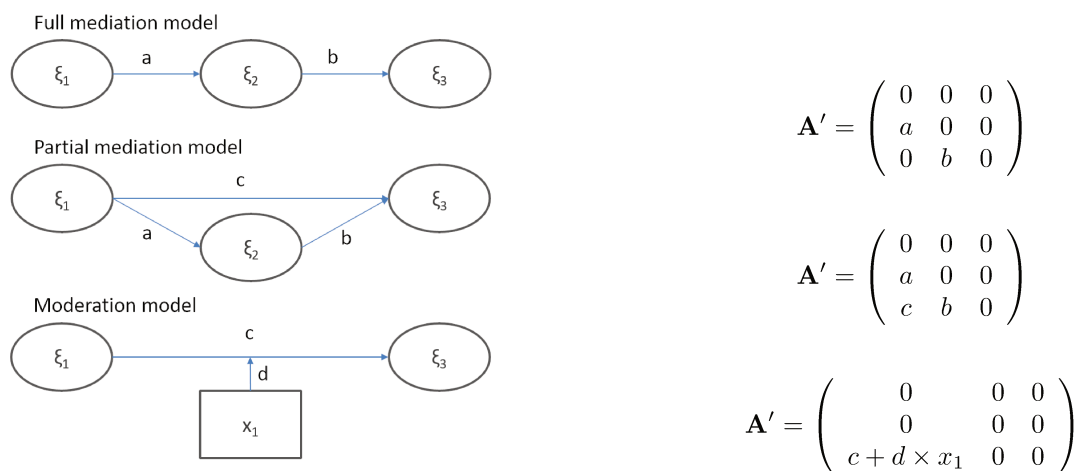 Full mediation model
ξ₁ a ξ₂ b ξ₃
A′ = ( 0 0 0
a 0 0
0 b 0 )
Partial mediation model
c
ξ₁ ξ₃
a ξ₂ b
A′ = ( 0 0 0
a 0 0
c b 0 )
Moderation model
c
ξ₁ ξ₃
d
x₁
A′ = ( 0 0 0
0 0 0
c + d × x₁ 0 0 )